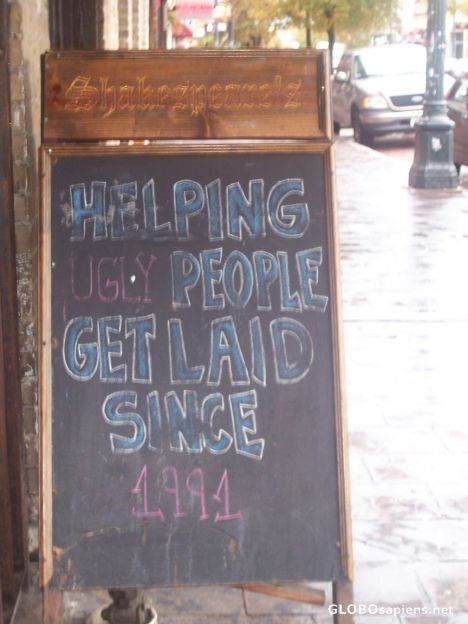 Shakespeare's
HELPING
UGLY PEOPLE
GET LAID
SINCE
1991
GLOBOsapiens.net